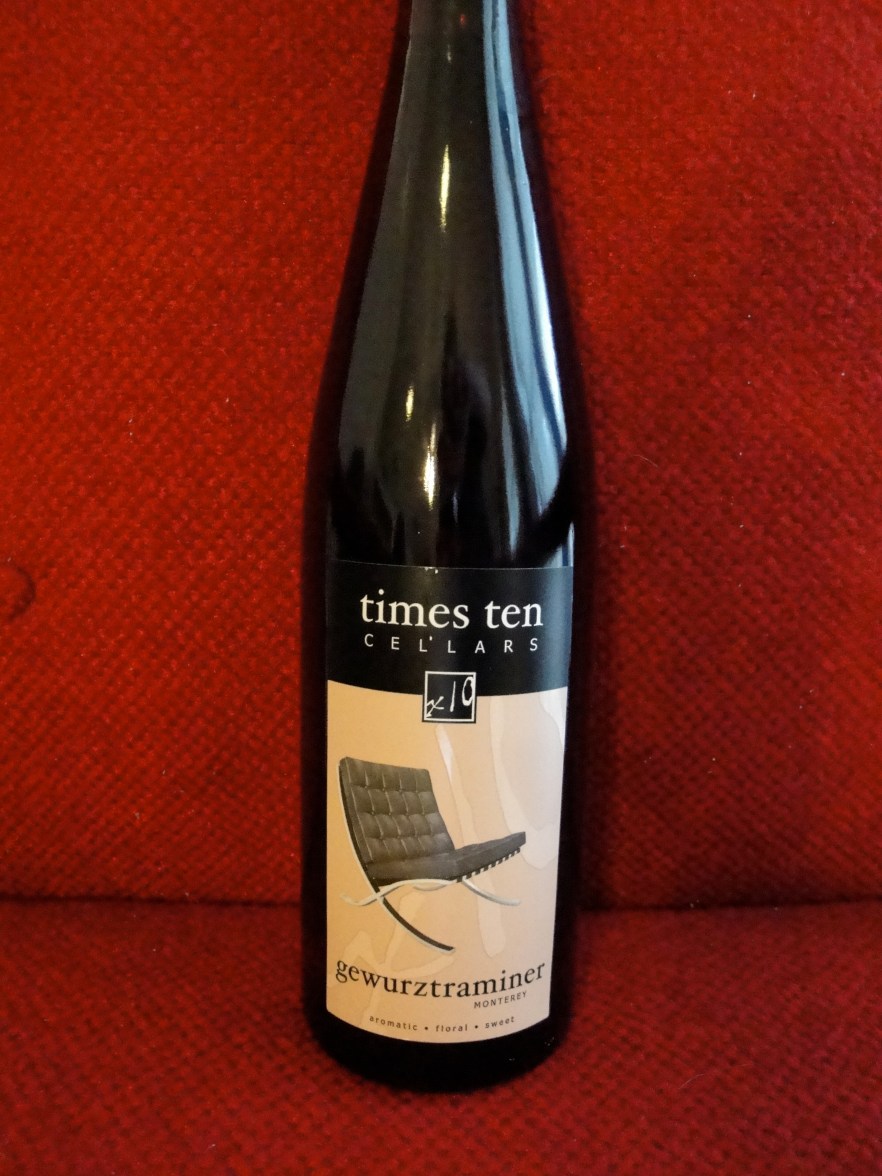 times ten
CELLARS
x10
gewurztraminer
MONTEREY
aromatic • floral • sweet